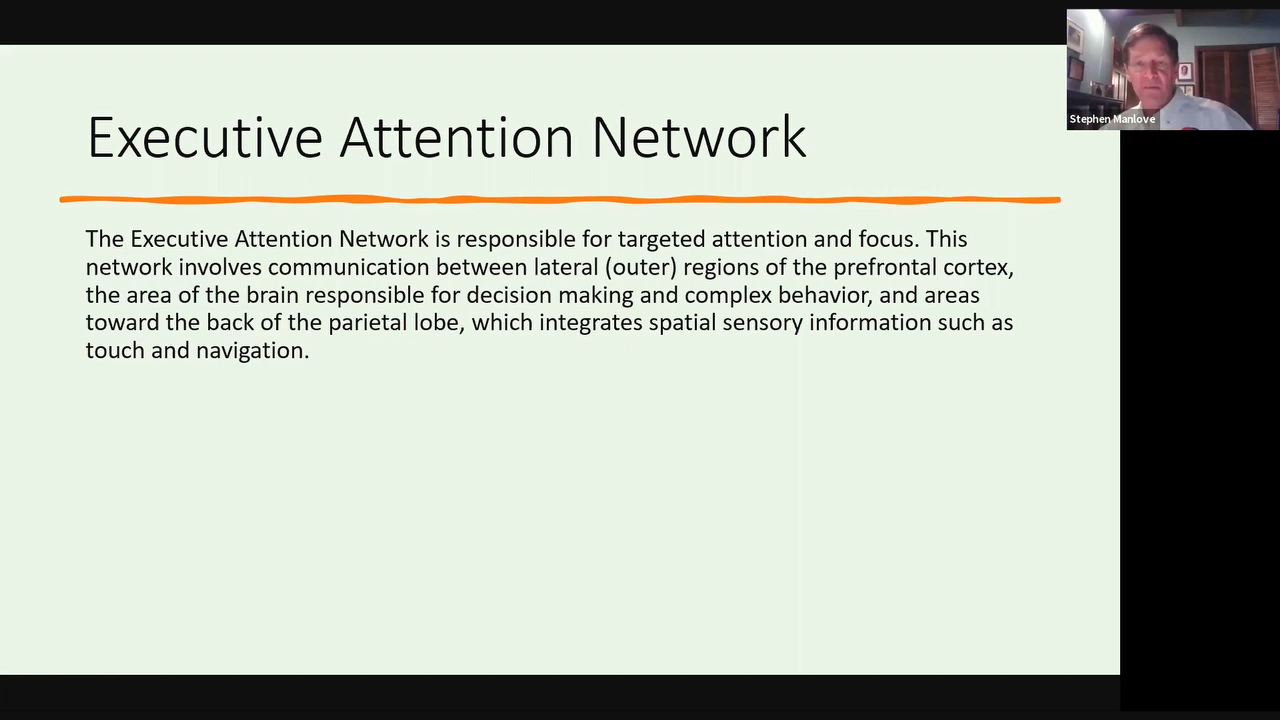 Executive Attention Network
The Executive Attention Network is responsible for targeted attention and focus. This
network involves communication between lateral (outer) regions of the prefrontal cortex,
the area of the brain responsible for decision making and complex behavior, and areas
toward the back of the parietal lobe, which integrates spatial sensory information such as
touch and navigation.
Stephen Manlove